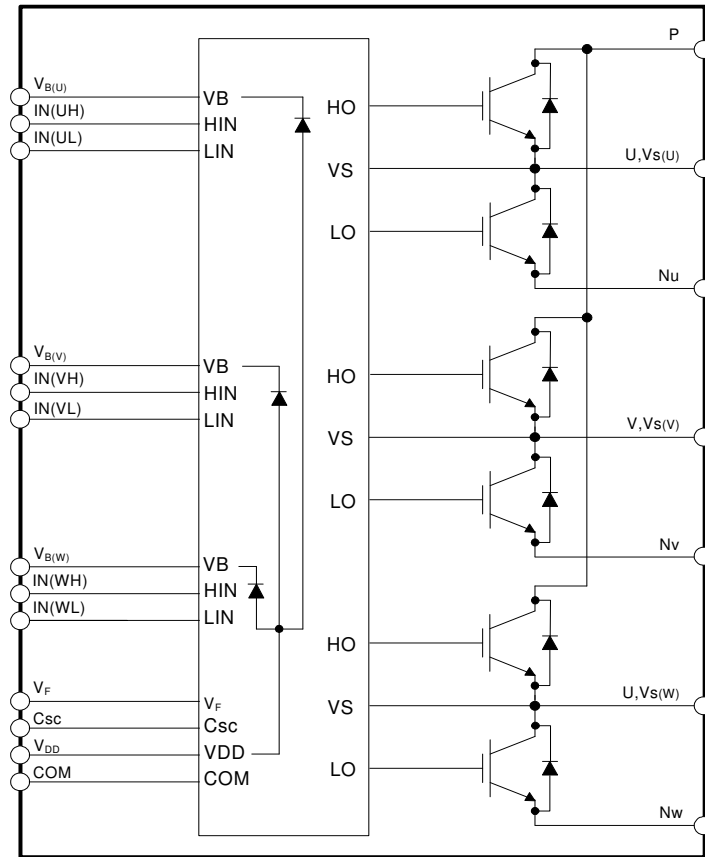 P
VB(U)
VB
IN(UH)
HIN
HO
IN(UL)
LIN
VS
U,Vs(U)
LO
Nu
VB(V)
VB
IN(VH)
HIN
HO
IN(VL)
LIN
VS
V,Vs(V)
LO
Nv
VB(W)
VB
IN(WH)
HIN
IN(WL)
LIN
HO
VF
VF
VS
U,Vs(W)
Csc
Csc
VDD
VDD
LO
COM
COM
Nw